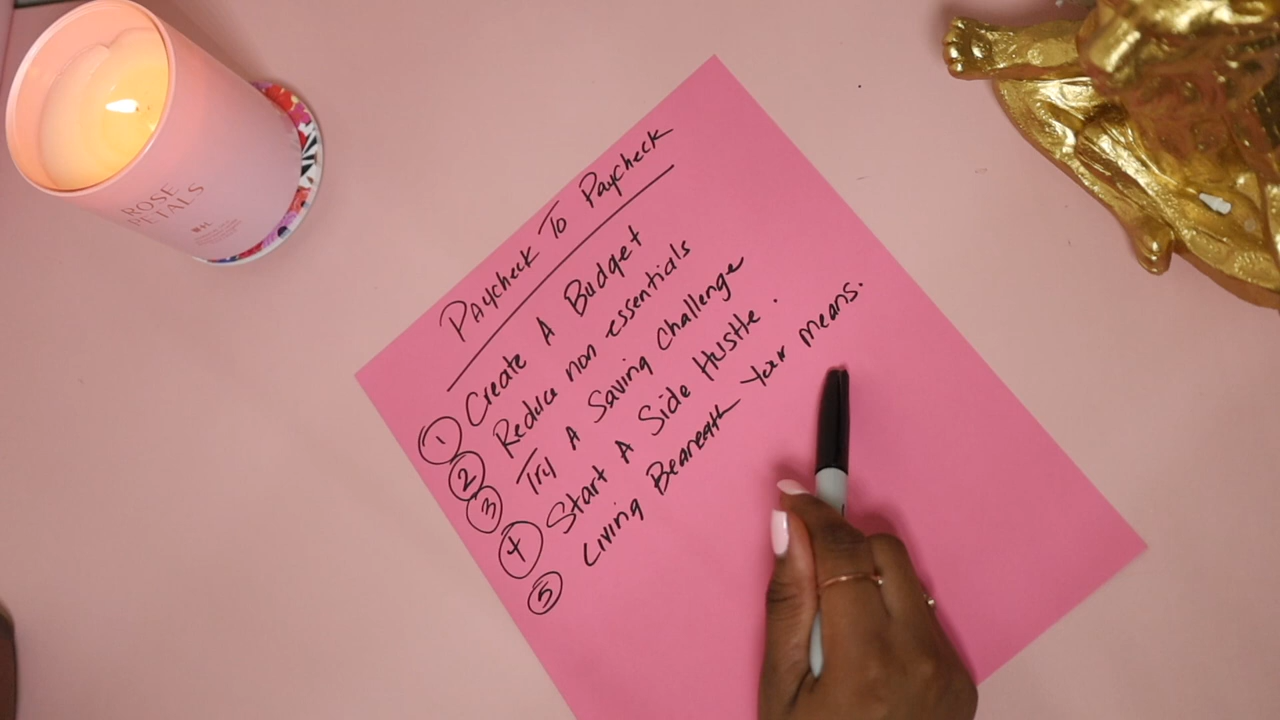 ROSE
PETALS
Paycheck To Paycheck
1 Create A Budget
2 Reduce non essentials
3 Try A Saving Challenge
4 Start A Side Hustle.
5 Living Beaneath Your means.